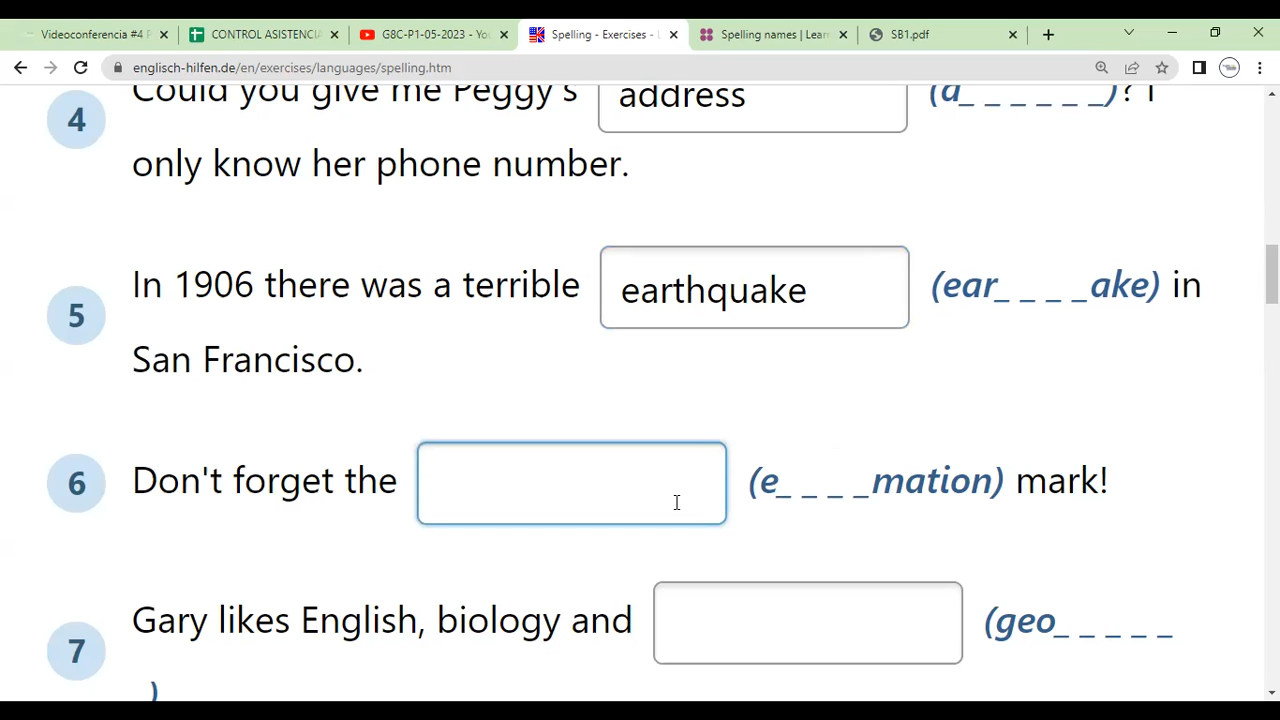 Videoconferencia #4 P
CONTROL ASISTENCIA
G8C-P1-05-2023 - You
Spelling - Exercises - L
Spelling names | Lear
SB1.pdf
englisch-hilfen.de/en/exercises/languages/spelling.htm
4 Could you give me Peggy's address (a_ _ _ _ _ _)? I
only know her phone number.
5 In 1906 there was a terrible earthquake (ear_ _ _ _ake) in
San Francisco.
6 Don't forget the (e_ _ _ _mation) mark!
7 Gary likes English, biology and (geo_ _ _ _ _
_)